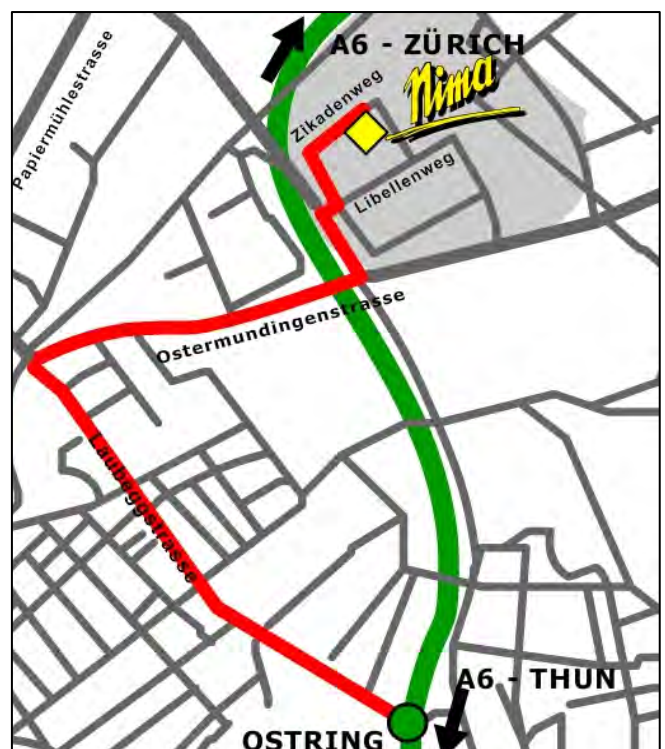 A6 - ZÜRICH
Nima
Papiermühlestrasse
Zikadenweg
Libellenweg
Ostermundingenstrasse
Laubeggstrasse
A6 - THUN
OSTRING